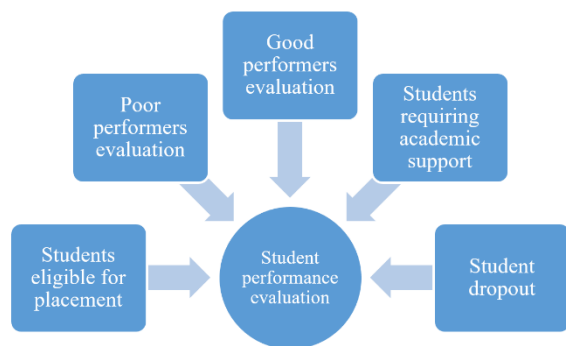 Good
performers
evaluation
Poor
performers
evaluation
Students
requiring
academic
support
Students
eligible for
placement
Student
performance
evaluation
Student
dropout